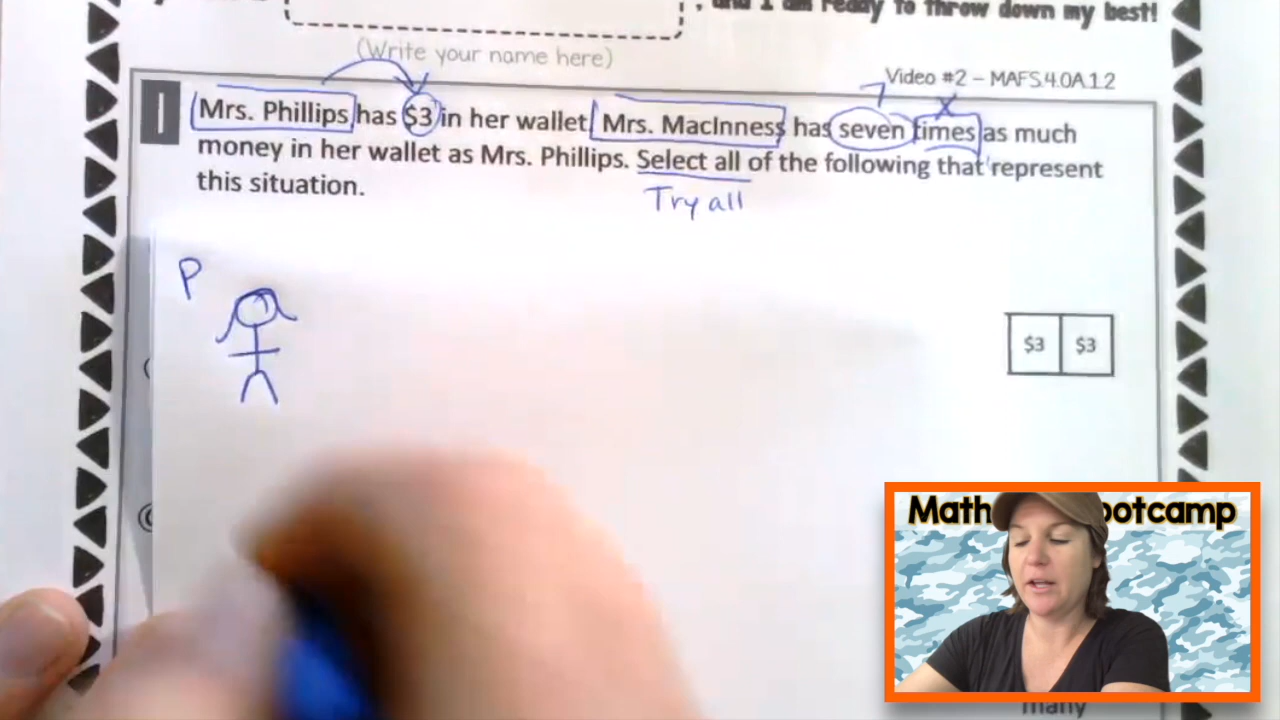 , and I am ready to throw down my best!
(Write your name here)
Video #2 – MAFS.4.OA.1.2
7
x
1 Mrs. Phillips has $3 in her wallet. Mrs. MacInness has seven times as much
money in her wallet as Mrs. Phillips. Select all of the following that represent
this situation.
Try all
P
$3 $3
Math ootcamp
many